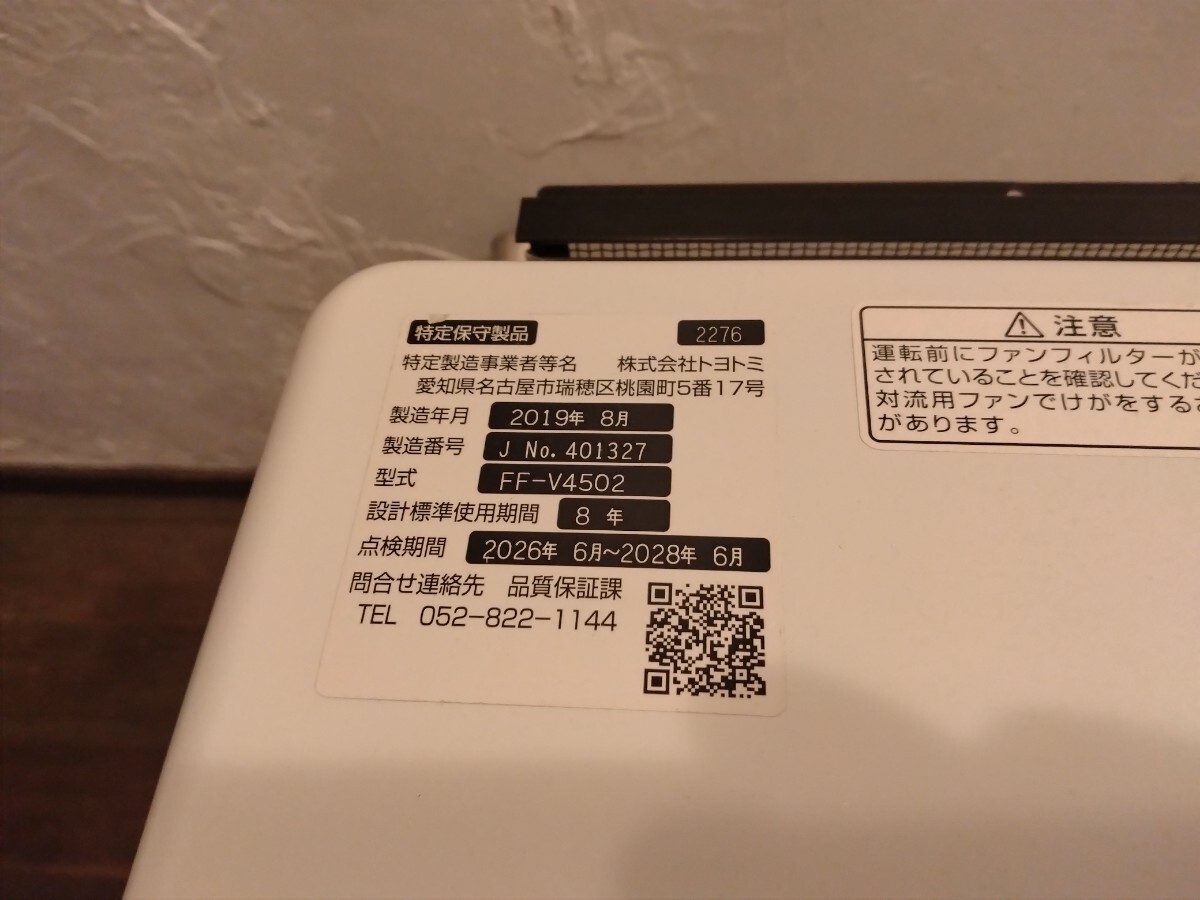 特定保守製品 2276
特定製造事業者等名 株式会社トヨトミ
愛知県名古屋市瑞穂区桃園町5番17号
製造年月 2019年 8月
製造番号 J No.401327
型式 FF-V4502
設計標準使用期間 8 年
点検期間 2026年 6月~2028年 6月
問合せ連絡先 品質保証課
TEL 052-822-1144
⚠ 注意
運転前にファンフィルターが
されていることを確認してくだ
対流用ファンでけがをする
があります。